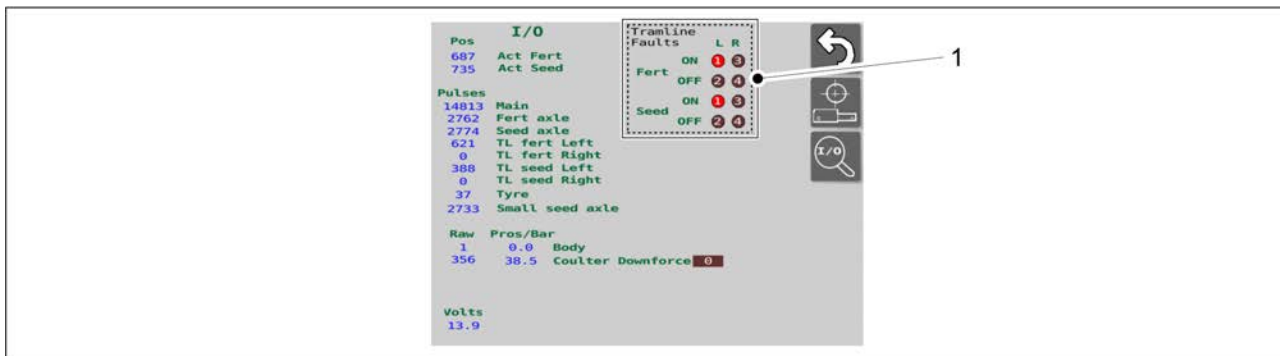 I/O
Pos
687 Act Fert
735 Act Seed
Pulses
14813 Main
2762 Fert axle
2774 Seed axle
621 TL fert Left
0 TL fert Right
388 TL seed Left
0 TL seed Right
37 Tyre
2733 Small seed axle
Raw Pros/Bar
1 0.0 Body
356 38.5 Coulter Downforce 0
Volts
13.9
Tramline
Faults L R
Fert
ON 1 3
OFF 2 4
Seed
ON 1 3
OFF 2 4
I/O
1